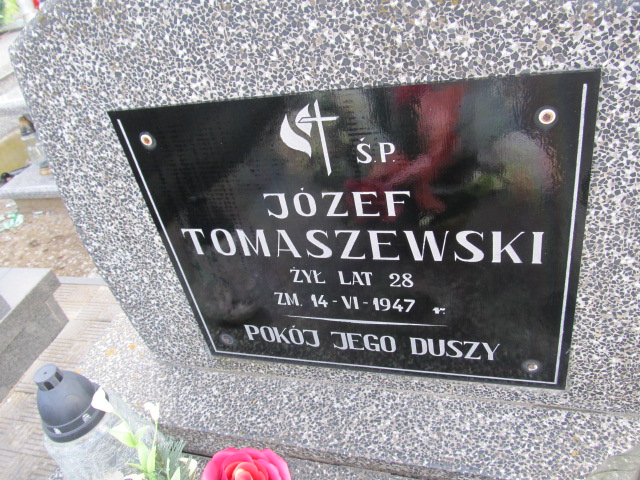 Ś.P.
JÓZEF
TOMASZEWSKI
ŻYŁ LAT 28
ZM. 14-VI-1947 r.
POKÓJ JEGO DUSZY